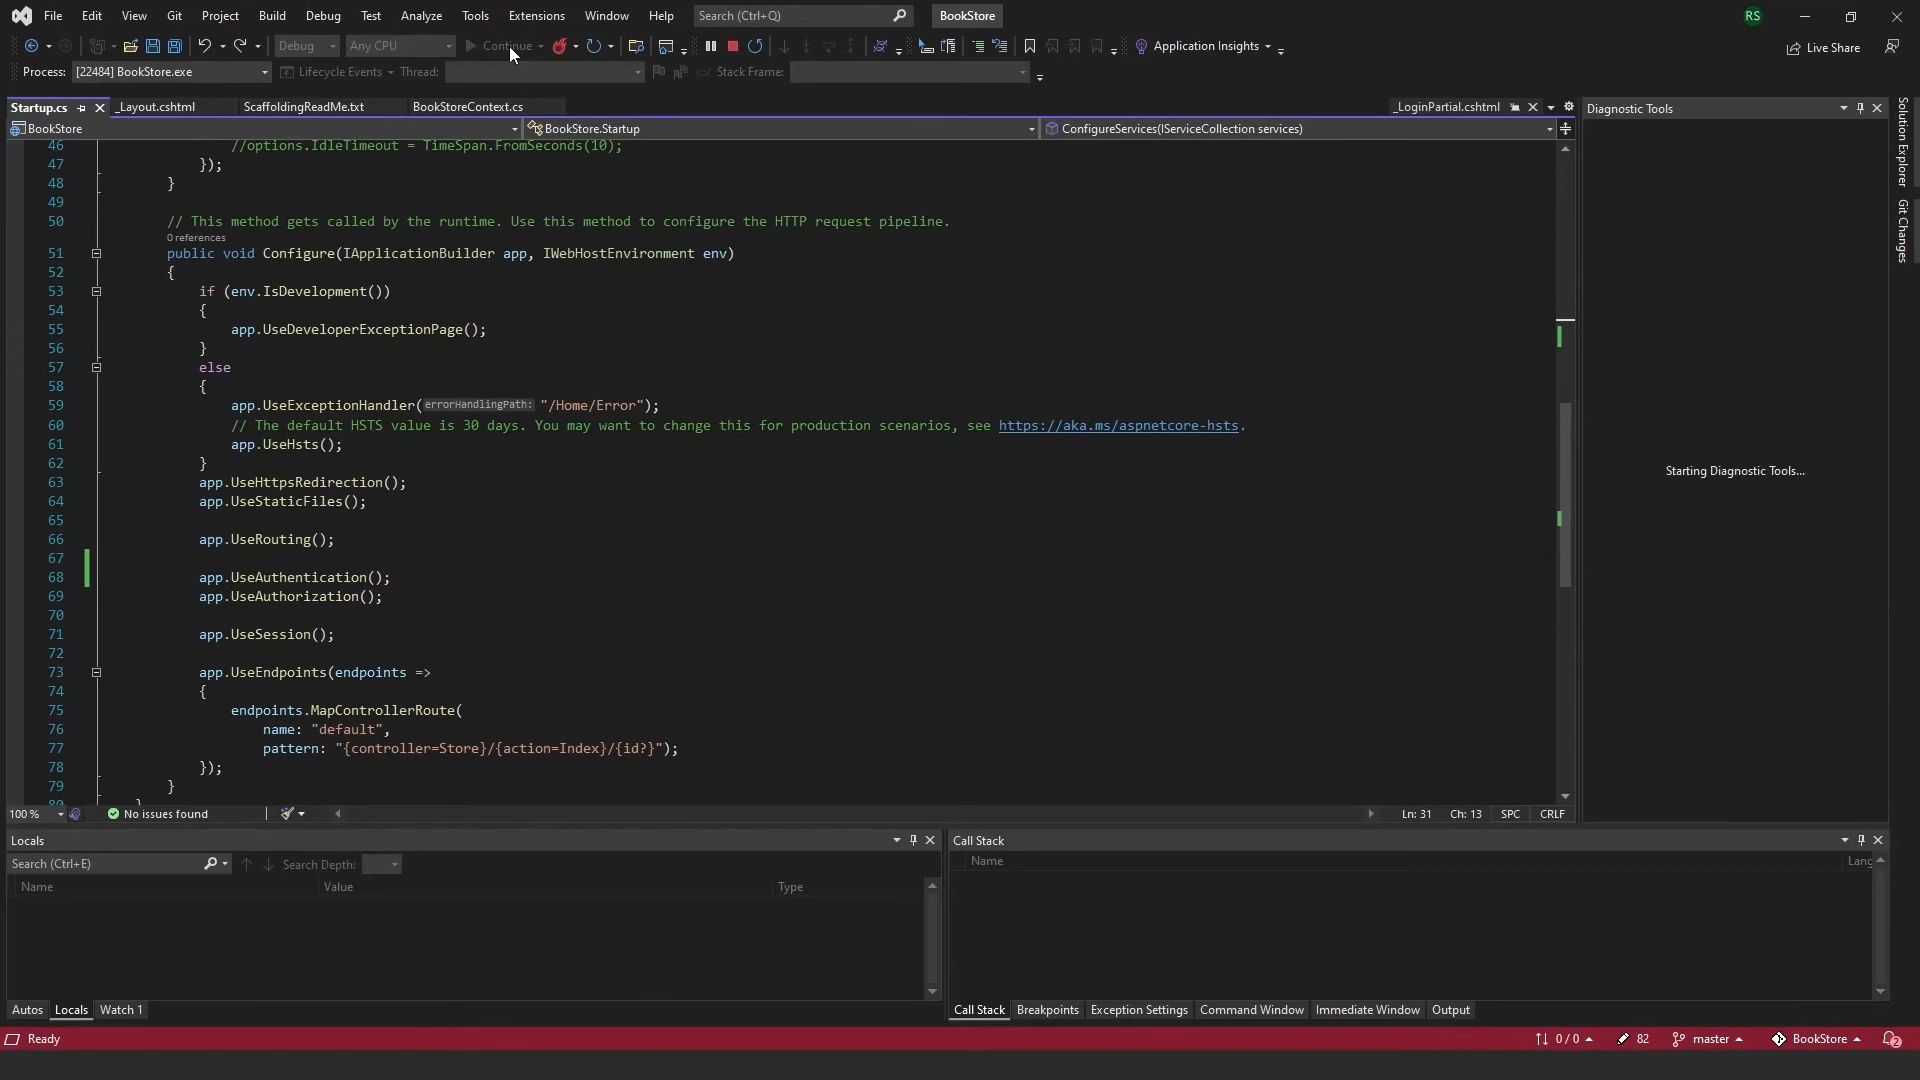 File Edit View Git Project Build Debug Test Analyze Tools Extensions Window Help Search (Ctrl+Q) BookStore RS
Debug Any CPU Continue Application Insights Live Share
Process: [22484] BookStore.exe Lifecycle Events Thread: Stack Frame:
Startup.cs _Layout.cshtml ScaffoldingReadMe.txt BookStoreContext.cs _LoginPartial.cshtml
BookStore BookStore.Startup ConfigureServices(IServiceCollection services)
46 //options.IdleTimeout = TimeSpan.FromSeconds(10);
47 });
48 }
49
50 // This method gets called by the runtime. Use this method to configure the HTTP request pipeline.
0 references
51 public void Configure(IApplicationBuilder app, IWebHostEnvironment env)
52 {
53 if (env.IsDevelopment())
54 {
55 app.UseDeveloperExceptionPage();
56 }
57 else
58 {
59 app.UseExceptionHandler(errorHandlingPath: "/Home/Error");
60 // The default HSTS value is 30 days. You may want to change this for production scenarios, see https://aka.ms/aspnetcore-hsts.
61 app.UseHsts();
62 }
63 app.UseHttpsRedirection();
64 app.UseStaticFiles();
65
66 app.UseRouting();
67
68 app.UseAuthentication();
69 app.UseAuthorization();
70
71 app.UseSession();
72
73 app.UseEndpoints(endpoints =>
74 {
75 endpoints.MapControllerRoute(
76 name: "default",
77 pattern: "{controller=Store}/{action=Index}/{id?}");
78 });
79 }
80 }
100 % No issues found Ln: 31 Ch: 13 SPC CRLF
Diagnostic Tools
Starting Diagnostic Tools...
Solution Explorer
Git Changes
Locals
Search (Ctrl+E) Search Depth:
Name Value Type
Autos Locals Watch 1
Call Stack
Name Lang
Call Stack Breakpoints Exception Settings Command Window Immediate Window Output
Ready 0 / 0 82 master BookStore 2